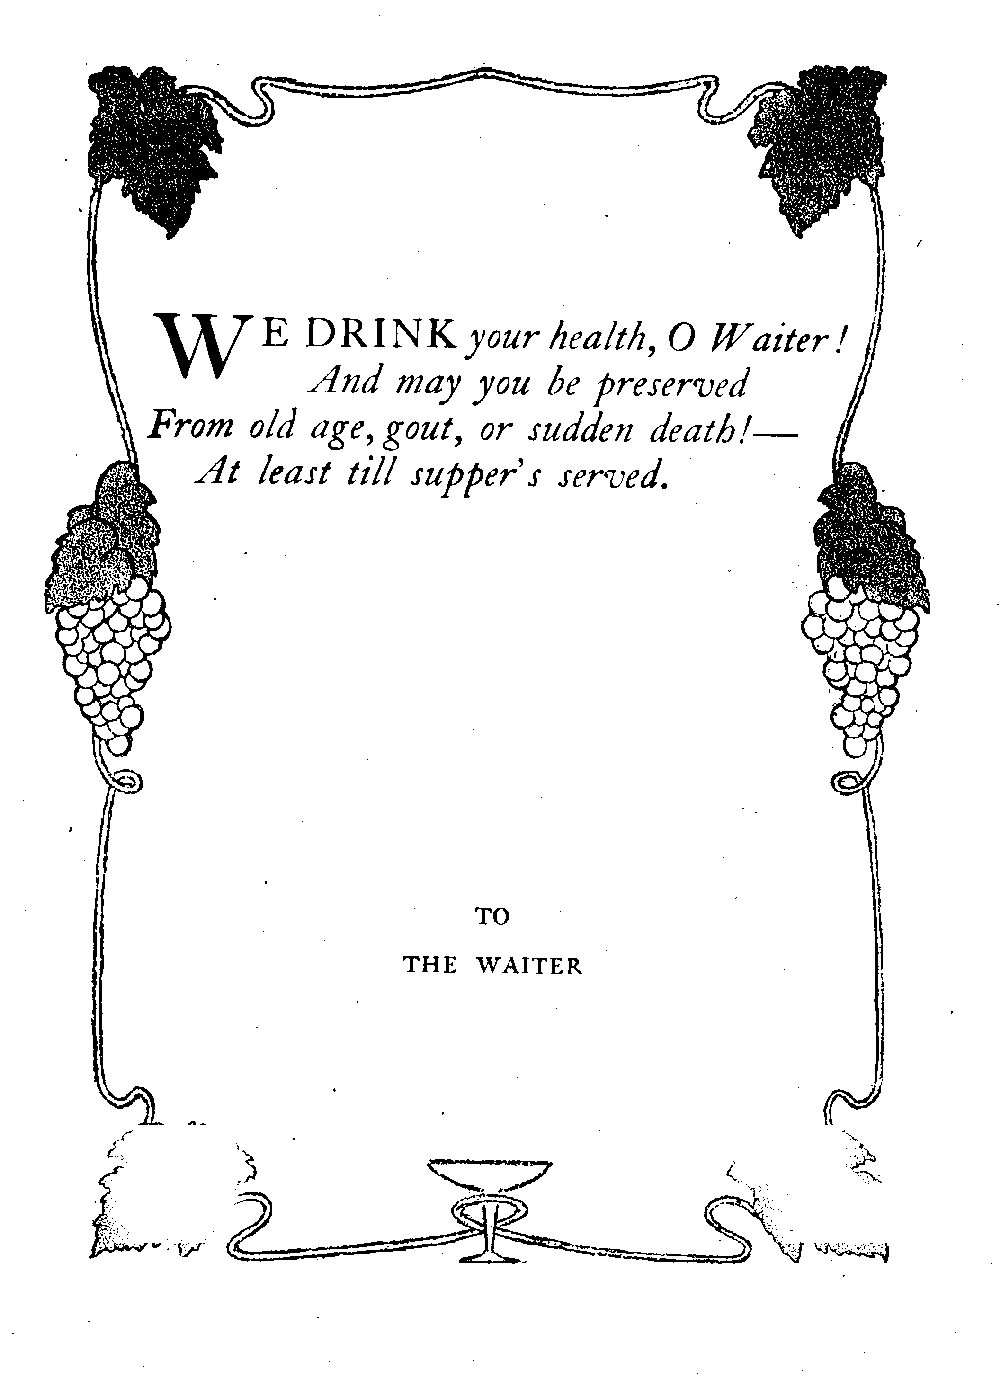 WE DRINK your health, O Waiter!
And may you be preserved
From old age, gout, or sudden death!—
At least till supper's served.
TO
THE WAITER